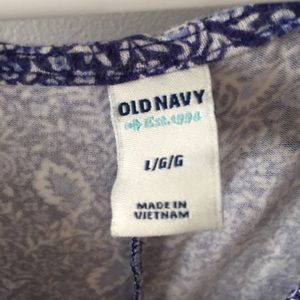 OLD NAVY
Est.1994
L/G/G
MADE IN
VIETNAM